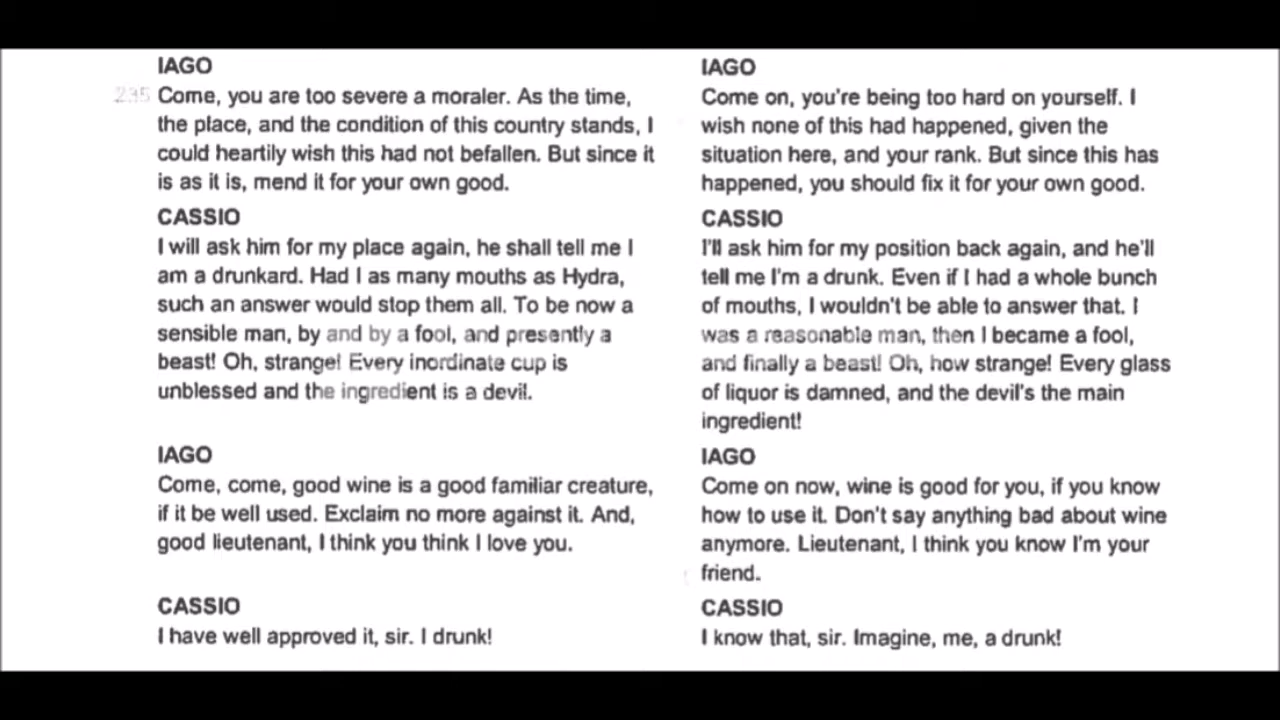 IAGO
235 Come, you are too severe a moraler. As the time,
the place, and the condition of this country stands, I
could heartily wish this had not befallen. But since it
is as it is, mend it for your own good.
CASSIO
I will ask him for my place again, he shall tell me I
am a drunkard. Had I as many mouths as Hydra,
such an answer would stop them all. To be now a
sensible man, by and by a fool, and presently a
beast! Oh, strange! Every inordinate cup is
unblessed and the ingredient is a devil.
IAGO
Come, come, good wine is a good familiar creature,
if it be well used. Exclaim no more against it. And,
good lieutenant, I think you think I love you.
CASSIO
I have well approved it, sir. I drunk!
IAGO
Come on, you're being too hard on yourself. I
wish none of this had happened, given the
situation here, and your rank. But since this has
happened, you should fix it for your own good.
CASSIO
I'll ask him for my position back again, and he'll
tell me I'm a drunk. Even if I had a whole bunch
of mouths, I wouldn't be able to answer that. I
was a reasonable man, then I became a fool,
and finally a beast! Oh, how strange! Every glass
of liquor is damned, and the devil's the main
ingredient!
IAGO
Come on now, wine is good for you, if you know
how to use it. Don't say anything bad about wine
anymore. Lieutenant, I think you know I'm your
friend.
CASSIO
I know that, sir. Imagine, me, a drunk!